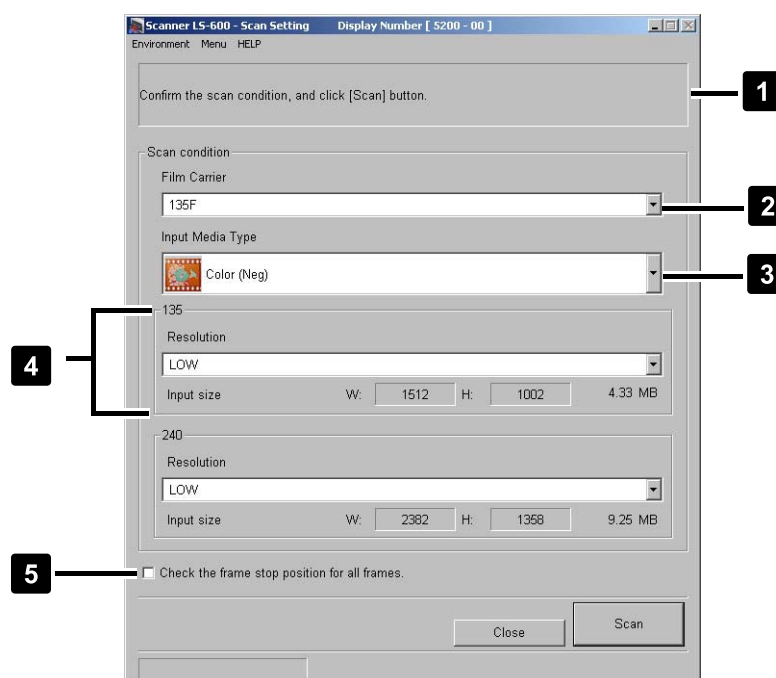 Scanner LS-600 - Scan Setting Display Number [ 5200 - 00 ]
Environment Menu HELP
Confirm the scan condition, and click [Scan] button.
1
Scan condition
Film Carrier
135F
2
Input Media Type
Color (Neg)
3
135
Resolution
LOW
4
Input size W: 1512 H: 1002 4.33 MB
240
Resolution
LOW
Input size W: 2382 H: 1358 9.25 MB
5
Check the frame stop position for all frames.
Close Scan